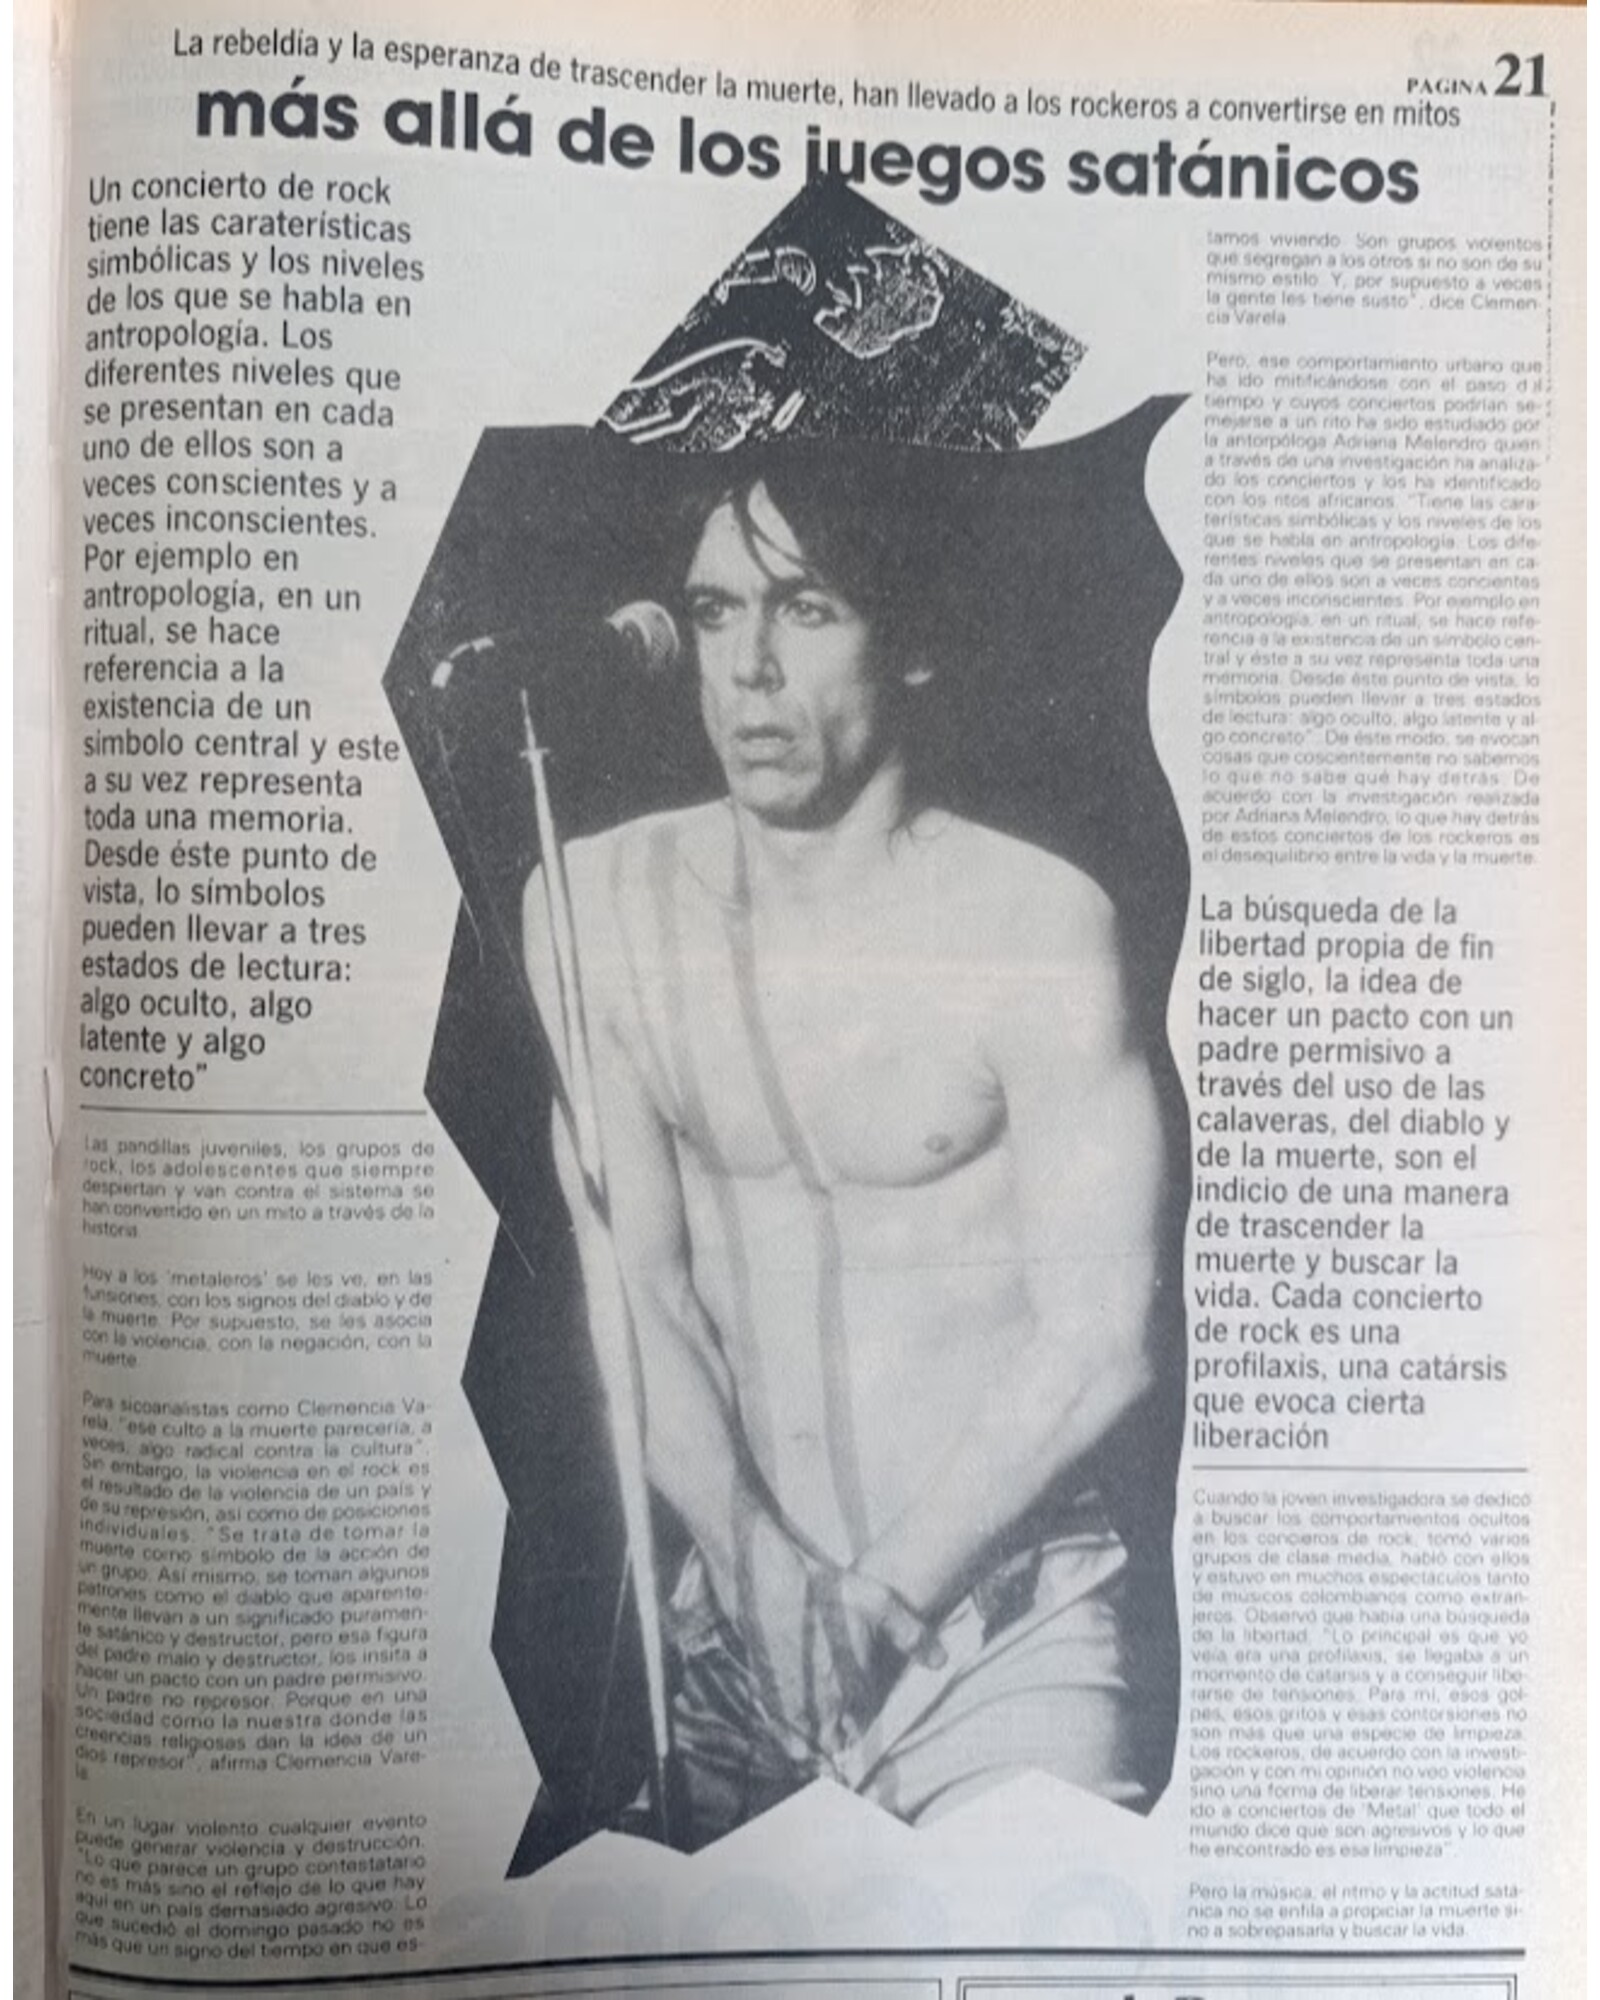 La rebeldía y la esperanza de trascender la muerte, han llevado a los rockeros a convertirse en mitos
PAGINA 21
más allá de los juegos satánicos
Un concierto de rock
tiene las caraterísticas
simbólicas y los niveles
de los que se habla en
antropología. Los
diferentes niveles que
se presentan en cada
uno de ellos son a
veces conscientes y a
veces inconscientes.
Por ejemplo en
antropología, en un
ritual, se hace
referencia a la
existencia de un
símbolo central y este
a su vez representa
toda una memoria.
Desde éste punto de
vista, lo símbolos
pueden llevar a tres
estados de lectura:
algo oculto, algo
latente y algo
concreto"
Las pandillas juveniles, los grupos de
rock, los adolescentes que siempre
despiertan y van contra el sistema se
han convertido en un mito a través de la
historia.
Hoy a los 'metaleros' se les ve, en las
funsiones, con los signos del diablo y de
la muerte. Por supuesto, se les asocia
con la violencia, con la negación, con la
muerte.
Para sicoanalistas como Clemencia Va-
rela, "ese culto a la muerte parecería, a
veces, algo radical contra la cultura".
Sin embargo, la violencia en el rock es
el resultado de la violencia de un país y
de su represión, así como de posiciones
individuales. "Se trata de tomar la
muerte como símbolo de la acción de
un grupo. Así mismo, se toman algunos
patrones como el diablo que aparente-
mente llevan a un significado puramen-
te satánico y destructor, pero esa figura
del padre malo y destructor, los insita a
hacer un pacto con un padre permisivo.
Un padre no represor. Porque en una
sociedad como la nuestra donde las
creencias religiosas dan la idea de un
dios represor", afirma Clemencia Vare-
la.
En un lugar violento cualquier evento
puede generar violencia y destrucción.
"Lo que parece un grupo contestatario
no es más sino el reflejo de lo que hay
aquí en un país demasiado agresivo. Lo
que sucedió el domingo pasado no es
más que un signo del tiempo en que es-
tamos viviendo. Son grupos violentos
que segregan a los otros si no son de su
mismo estilo. Y, por supuesto a veces
la gente les tiene susto", dice Clemen-
cia Varela.
Pero, ese comportamiento urbano que
ha ido mitificándose con el paso del
tiempo y cuyos conciertos podrían se-
mejarse a un rito ha sido estudiado por
la antorpóloga Adriana Melendro quien
a través de una investigación ha analiza-
do los conciertos y los ha identificado
con los ritos africanos. "Tiene las cara-
terísticas simbólicas y los niveles de los
que se habla en antropología. Los dife-
rentes niveles que se presentan en ca-
da uno de ellos son a veces concientes
y a veces inconscientes. Por ejemplo en
antropología, en un ritual, se hace refe-
rencia a la existencia de un símbolo cen-
tral y éste a su vez representa toda una
memoria. Desde éste punto de vista, lo
símbolos pueden llevar a tres estados
de lectura: algo oculto, algo latente y al-
go concreto". De éste modo, se evocan
cosas que coscientemente no sabemos
lo que no sabe qué hay detrás. De
acuerdo con la investigación realizada
por Adriana Melendro, lo que hay detrás
de estos conciertos de los rockeros es
el desequilibrio entre la vida y la muerte.
La búsqueda de la
libertad propia de fin
de siglo, la idea de
hacer un pacto con un
padre permisivo a
través del uso de las
calaveras, del diablo y
de la muerte, son el
indicio de una manera
de trascender la
muerte y buscar la
vida. Cada concierto
de rock es una
profilaxis, una catársis
que evoca cierta
liberación
Cuando la joven investigadora se dedicó
a buscar los comportamientos ocultos
en los concieros de rock, tomó varios
grupos de clase media, habló con ellos
y estuvo en muchos espectáculos tanto
de músicos colombianos como extran-
jeros. Observó que había una búsqueda
de la libertad. "Lo principal es que yo
veía era una profilaxis, se llegaba a un
momento de catarsis y a conseguir libe-
rarse de tensiones. Para mí, esos gol-
pes, esos gritos y esas contorsiones no
son más que una especie de limpieza.
Los rockeros, de acuerdo con la investi-
gación y con mi opinión no veo violencia
sino una forma de liberar tensiones. He
ido a conciertos de 'Metal' que todo el
mundo dice que son agresivos y lo que
he encontrado es esa limpieza".
Pero la música, el ritmo y la actitud satá-
nica no se enfila a propiciar la muerte si-
no a sobrepasarla y buscar la vida.